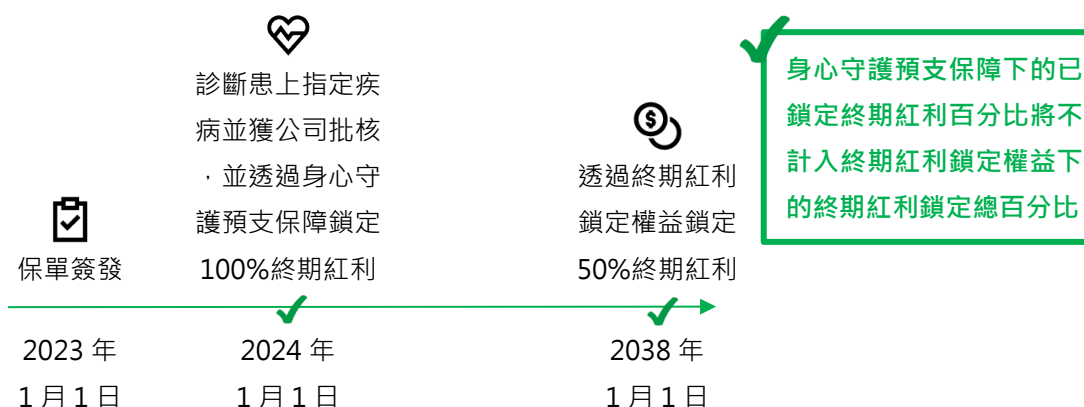 診斷患上指定疾
病並獲公司批核
，並透過身心守
護預支保障鎖定
100%終期紅利
保單簽發
透過終期紅利
鎖定權益鎖定
50%終期紅利
身心守護預支保障下的已
鎖定終期紅利百分比將不
計入終期紅利鎖定權益下
的終期紅利鎖定總百分比
2023 年
1 月 1 日
2024 年
1 月 1 日
2038 年
1 月 1 日